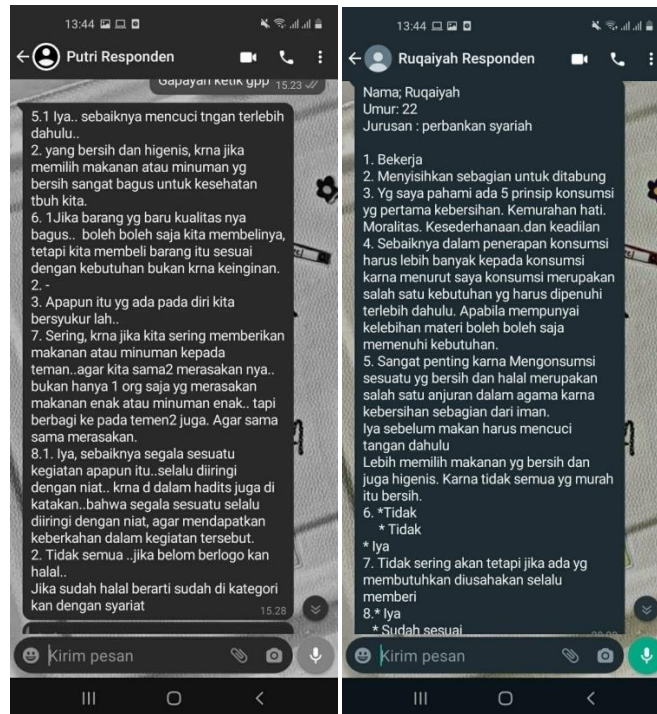 13:44
Putri Responden
Gapayah ketik gpp 15.23
5.1 Iya.. sebaiknya mencuci tngan terlebih
dahulu..
2. yang bersih dan higenis, krna jika
memilih makanan atau minuman yg
bersih sangat bagus untuk kesehatan
tbuh kita.
6. 1Jika barang yg baru kualitas nya
bagus.. boleh boleh saja kita membelinya,
tetapi kita membeli barang itu sesuai
dengan kebutuhan bukan krna keinginan.
2. -
3. Apapun itu yg ada pada diri kita
bersyukur lah..
7. Sering, krna jika kita sering memberikan
makanan atau minuman kepada
teman..agar kita sama2 merasakan nya..
bukan hanya 1 org saja yg merasakan
makanan enak atau minuman enak.. tapi
berbagi ke pada temen2 juga. Agar sama
sama merasakan.
8.1. Iya, sebaiknya segala sesuatu
kegiatan apapun itu..selalu diiringi
dengan niat.. krna d dalam hadits juga di
katakan..bahwa segala sesuatu selalu
diiringi dengan niat, agar mendapatkan
keberkahan dalam kegiatan tersebut.
2. Tidak semua ..jika belom berlogo kan
halal..
Jika sudah halal berarti sudah di kategori
kan dengan syariat 15.28
Kirim pesan
13:44
Ruqaiyah Responden
Nama; Ruqaiyah
Umur: 22
Jurusan : perbankan syariah
1. Bekerja
2. Menyisihkan sebagian untuk ditabung
3. Yg saya pahami ada 5 prinsip konsumsi
yg pertama kebersihan. Kemurahan hati.
Moralitas. Kesederhanaan.dan keadilan
4. Sebaiknya dalam penerapan konsumsi
harus lebih banyak kepada konsumsi
karna menurut saya konsumsi merupakan
salah satu kebutuhan yg harus dipenuhi
terlebih dahulu. Apabila mempunyai
kelebihan materi boleh boleh saja
memenuhi kebutuhan.
5. Sangat penting karna Mengonsumsi
sesuatu yg bersih dan halal merupakan
salah satu anjuran dalam agama karna
kebersihan sebagian dari iman.
Iya sebelum makan harus mencuci
tangan dahulu
Lebih memilih makanan yg bersih dan
juga higenis. Karna tidak semua yg murah
itu bersih.
6. *Tidak
* Tidak
* Iya
7. Tidak sering akan tetapi jika ada yg
membutuhkan diusahakan selalu
memberi
8.* Iya
* Sudah sesuai
Kirim pesan